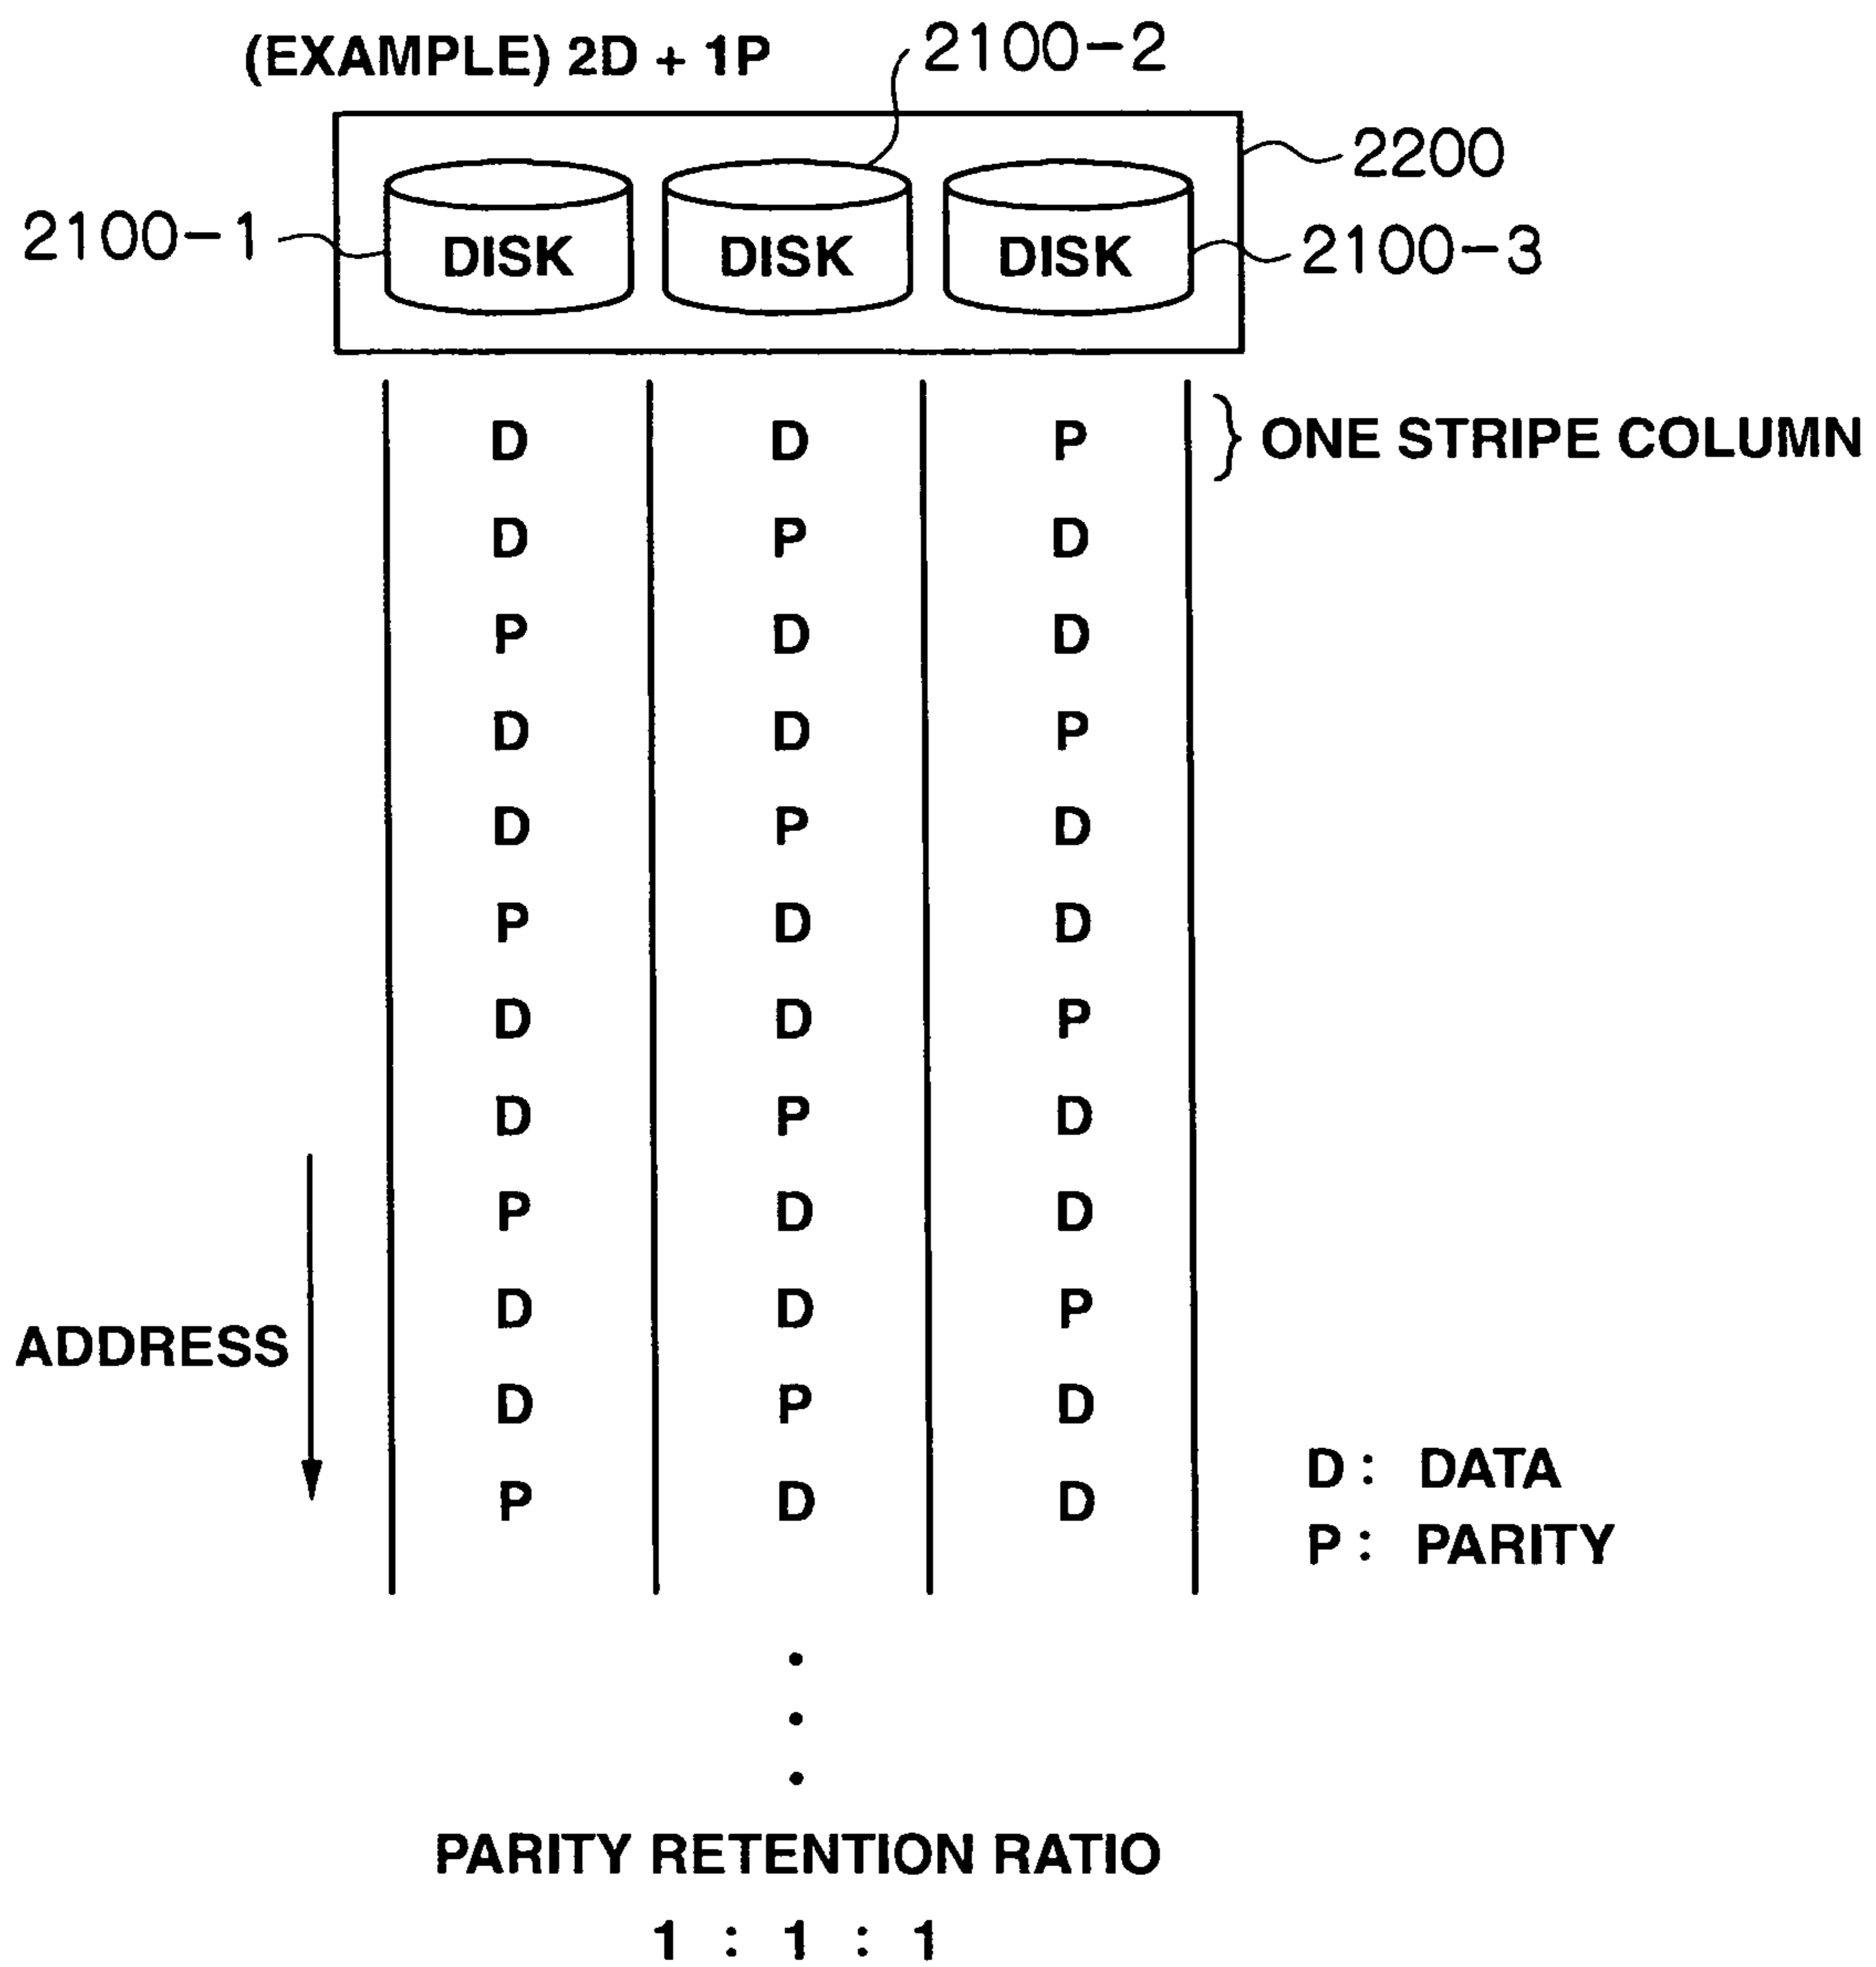 (EXAMPLE) 2D + 1P 2100-2
2200
2100-1 DISK DISK DISK 2100-3
D D P } ONE STRIPE COLUMN
D P D
P D D
D D P
D P D
P D D
D D P
D P D
P D D
D D P
ADDRESS
D P D
D : DATA
P D D
P : PARITY
PARITY RETENTION RATIO
1 : 1 : 1